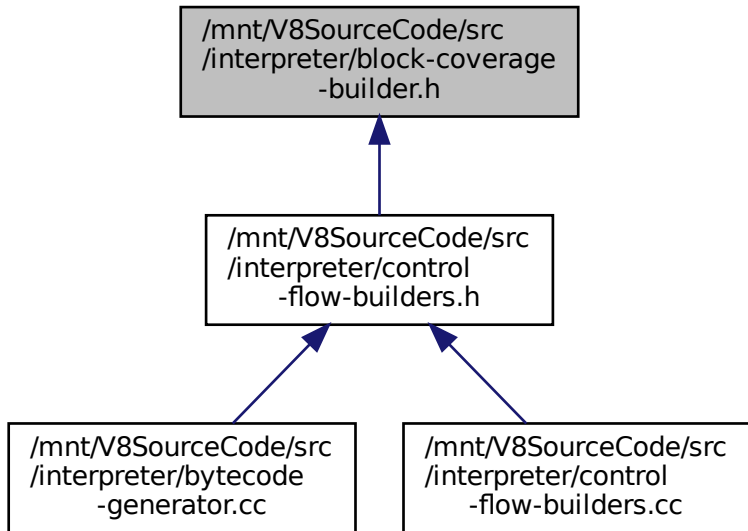 /mnt/V8SourceCode/src
/interpreter/block-coverage
-builder.h
/mnt/V8SourceCode/src
/interpreter/control
-flow-builders.h
/mnt/V8SourceCode/src
/interpreter/bytecode
-generator.cc
/mnt/V8SourceCode/src
/interpreter/control
-flow-builders.cc